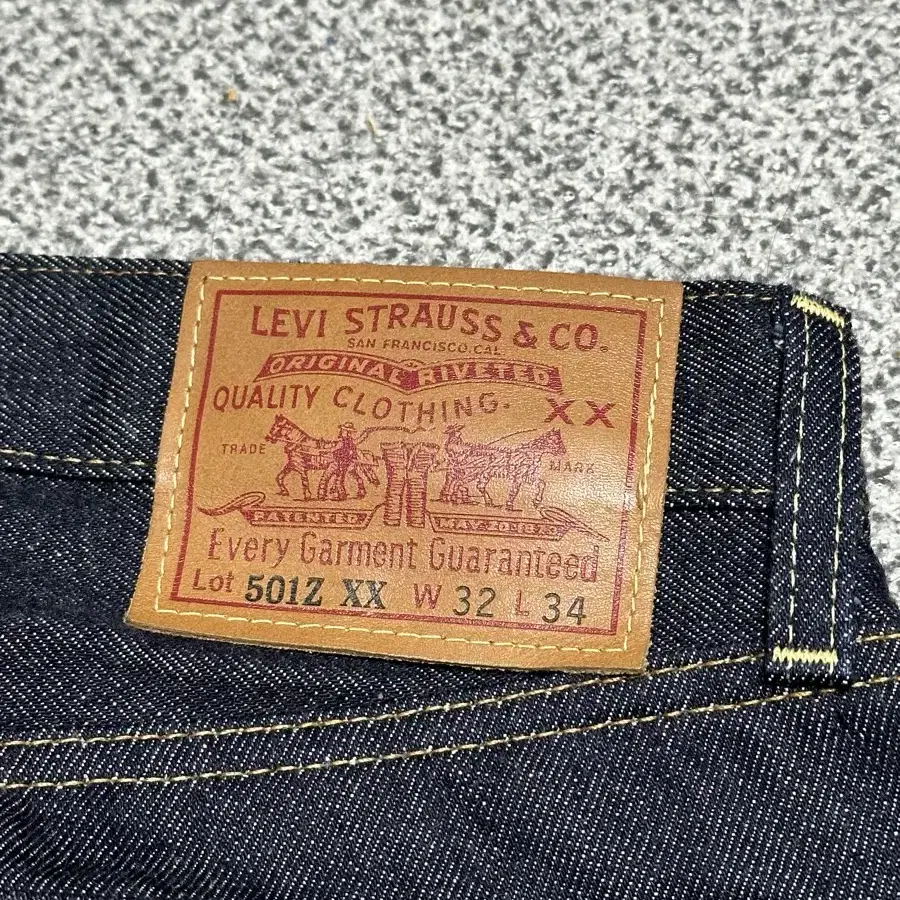 LEVI STRAUSS & CO.
SAN FRANCISCO.CAL
ORIGINAL RIVETED
QUALITY CLOTHING. XX
TRADE MARK
PATENTED MAY 20 1873
Every Garment Guaranteed
Lot 501Z XX W 32 L 34